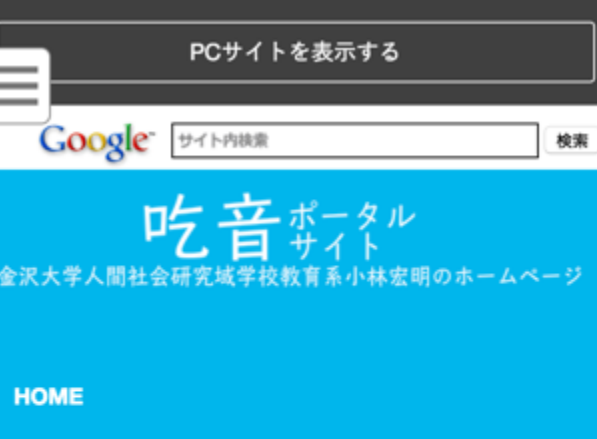 PCサイトを表示する
Google サイト内検索 検索
吃音ポータル
サイト
金沢大学人間社会研究域学校教育系小林宏明のホームページ
HOME